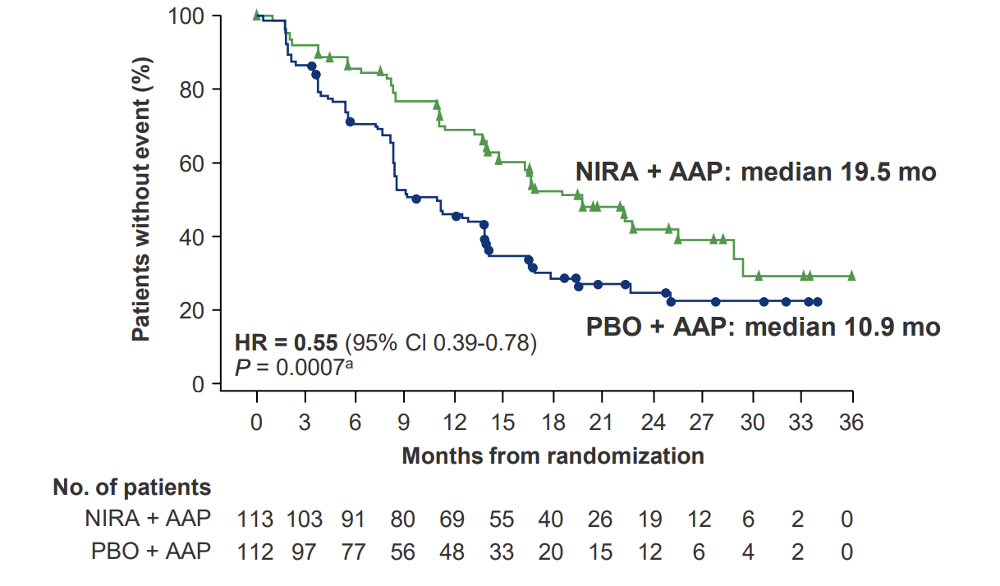 Patients without event (%)
100
80
60
40
20
0
NIRA + AAP: median 19.5 mo
PBO + AAP: median 10.9 mo
HR = 0.55 (95% CI 0.39-0.78)
P = 0.0007ᵃ
0 3 6 9 12 15 18 21 24 27 30 33 36
Months from randomization
No. of patients
NIRA + AAP 113 103 91 80 69 55 40 26 19 12 6 2 0
PBO + AAP 112 97 77 56 48 33 20 15 12 6 4 2 0